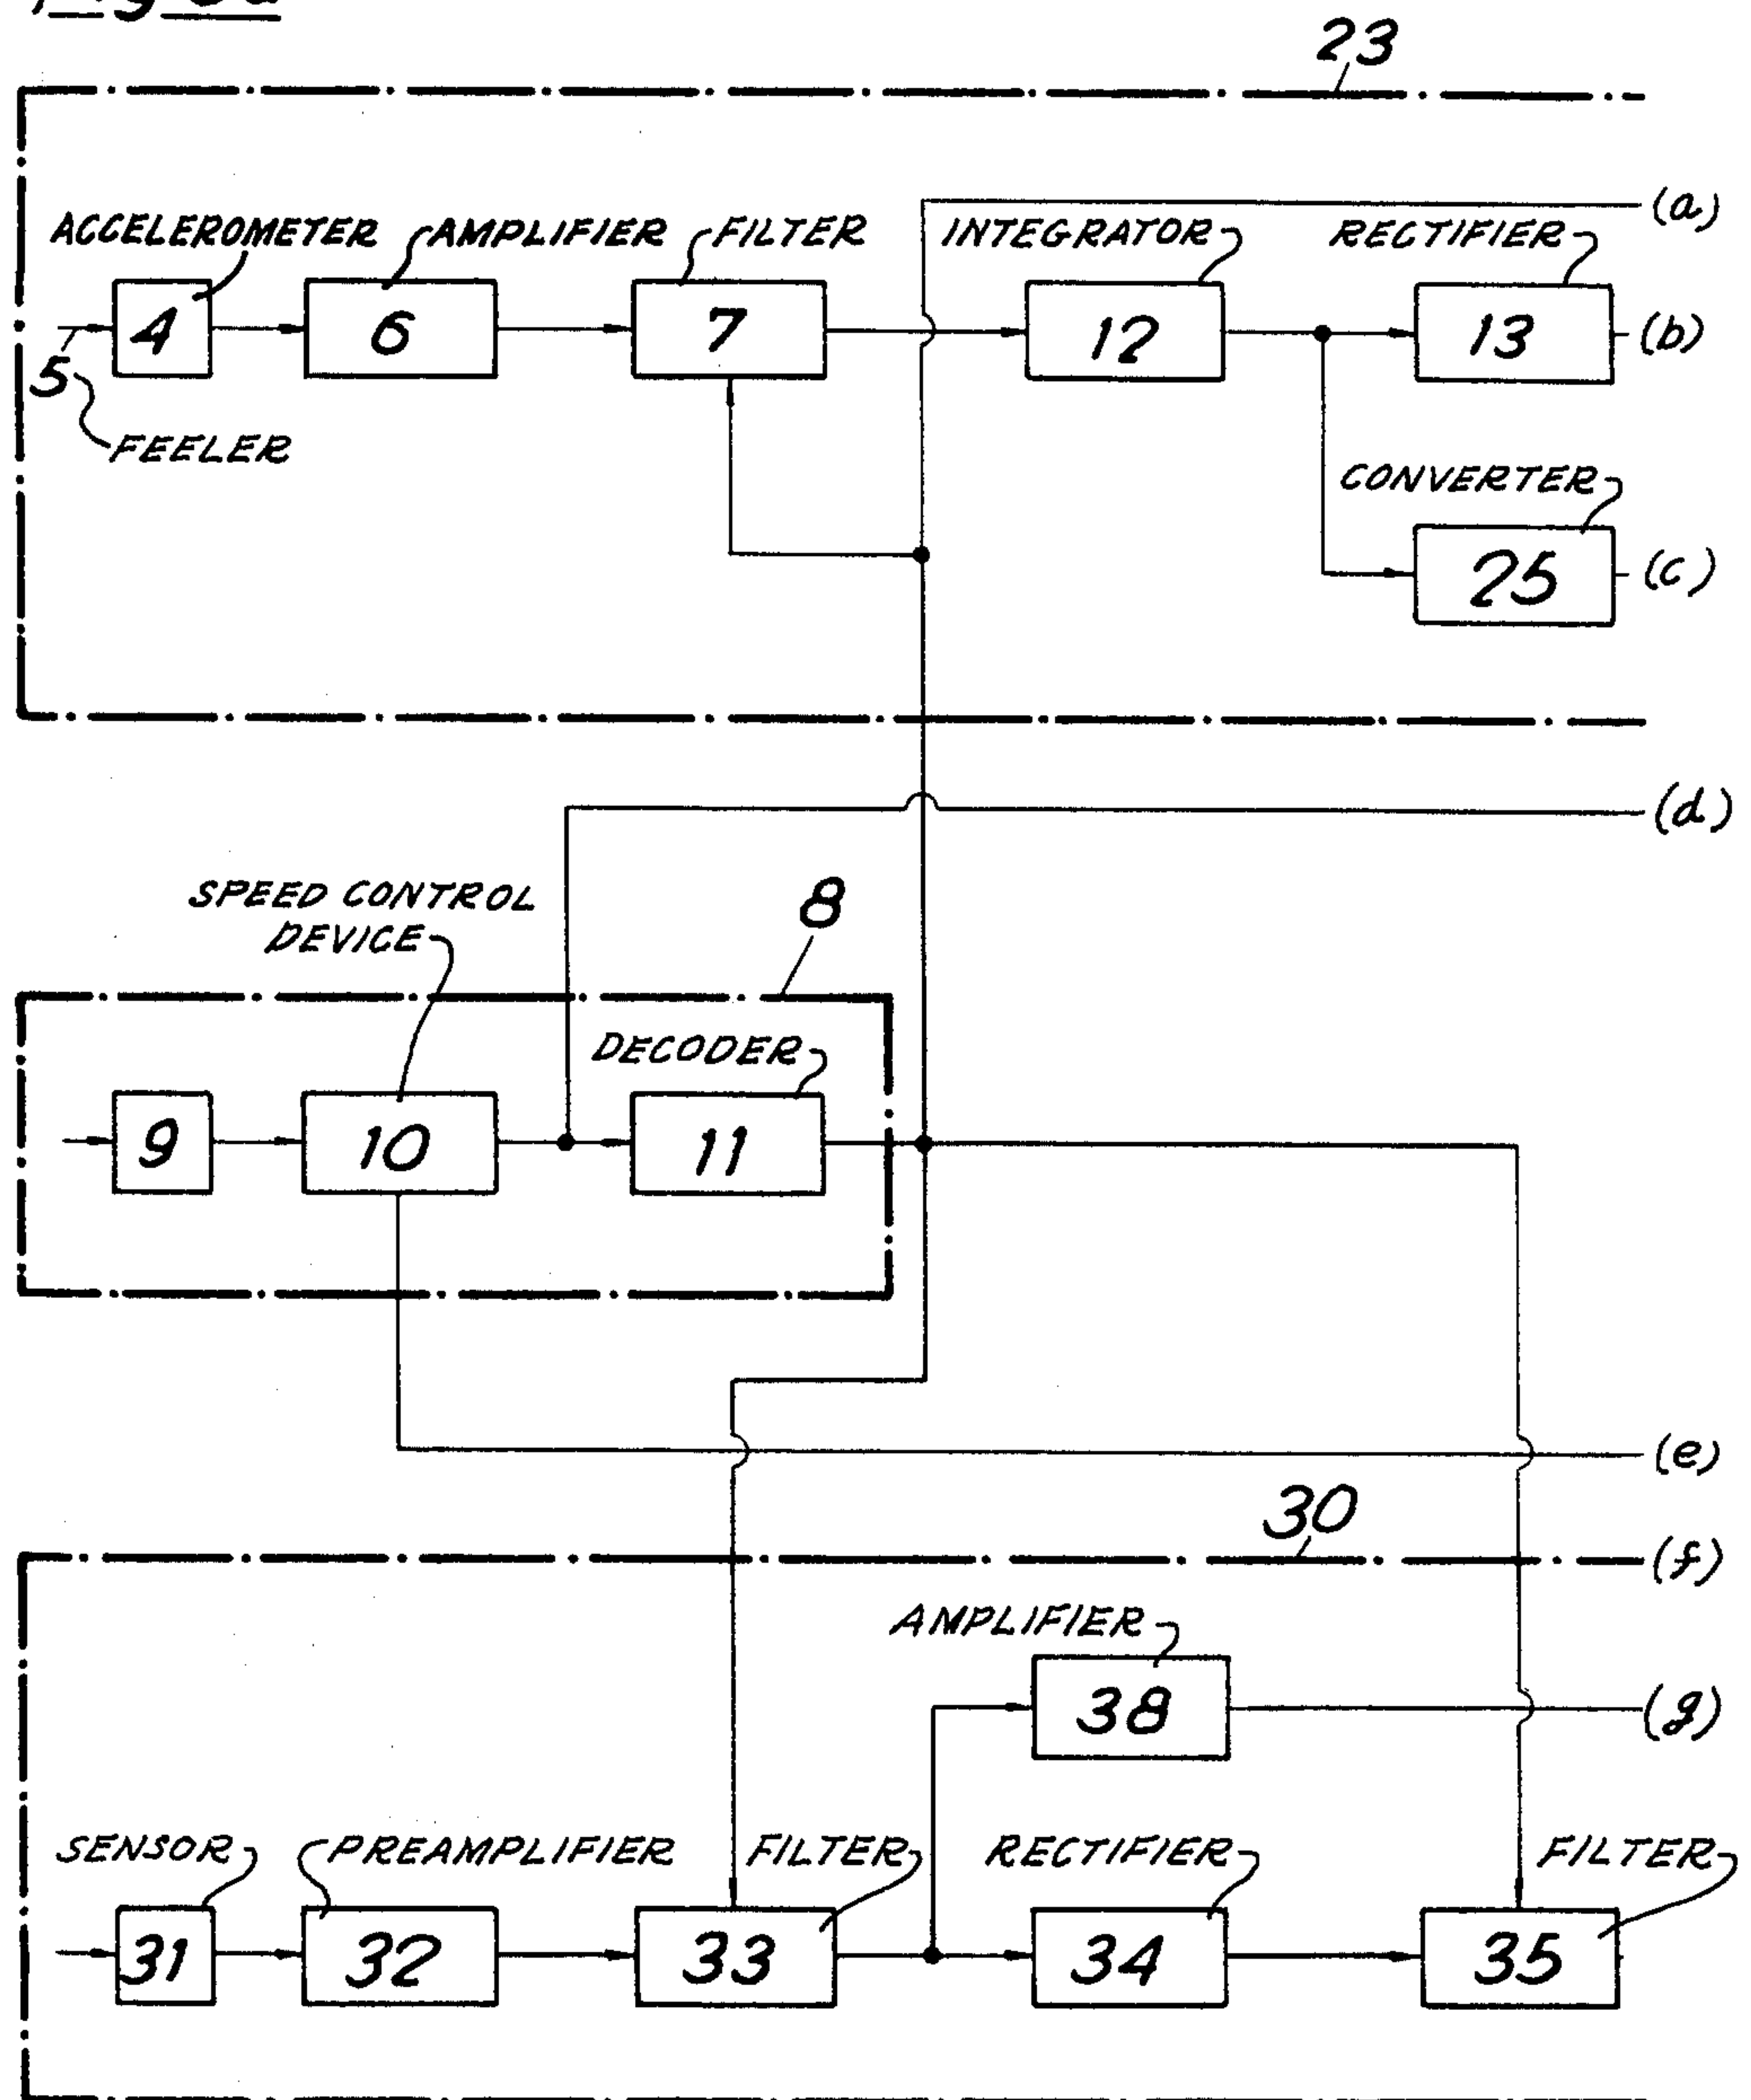 23
(a)
ACCELEROMETER AMPLIFIER FILTER INTEGRATOR RECTIFIER
4 6 7 12 13 (b)
5
FEELER
CONVERTER
25 (c)
(d)
SPEED CONTROL
DEVICE
8
DECODER
9 10 11
(e)
30
(f)
AMPLIFIER
38 (g)
SENSOR PREAMPLIFIER FILTER RECTIFIER FILTER
31 32 33 34 35